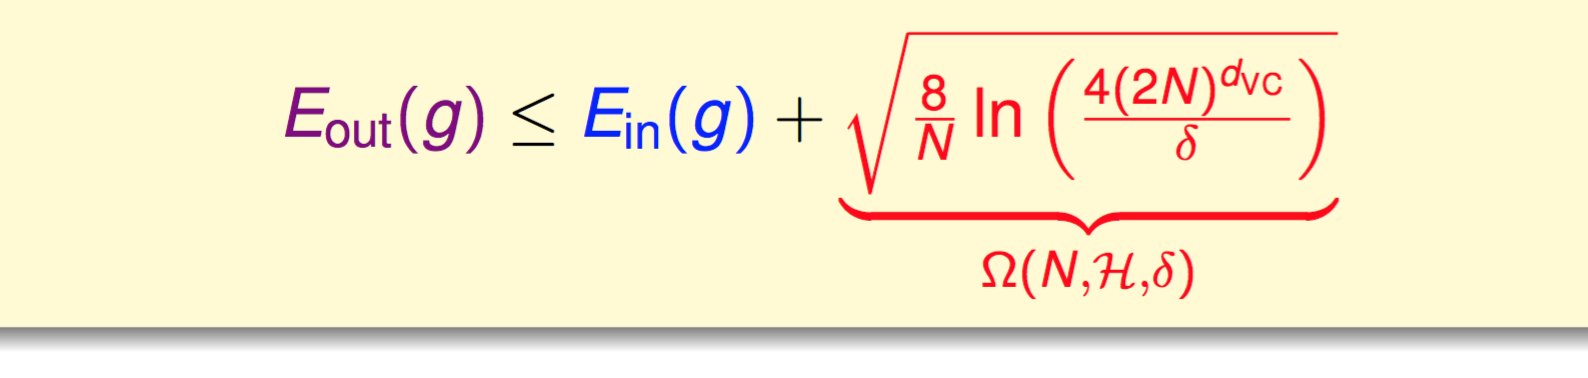 E_out(g) ≤ E_in(g) + √(8/N ln(4(2N)^d_VC/δ))
Ω(N,ℋ,δ)